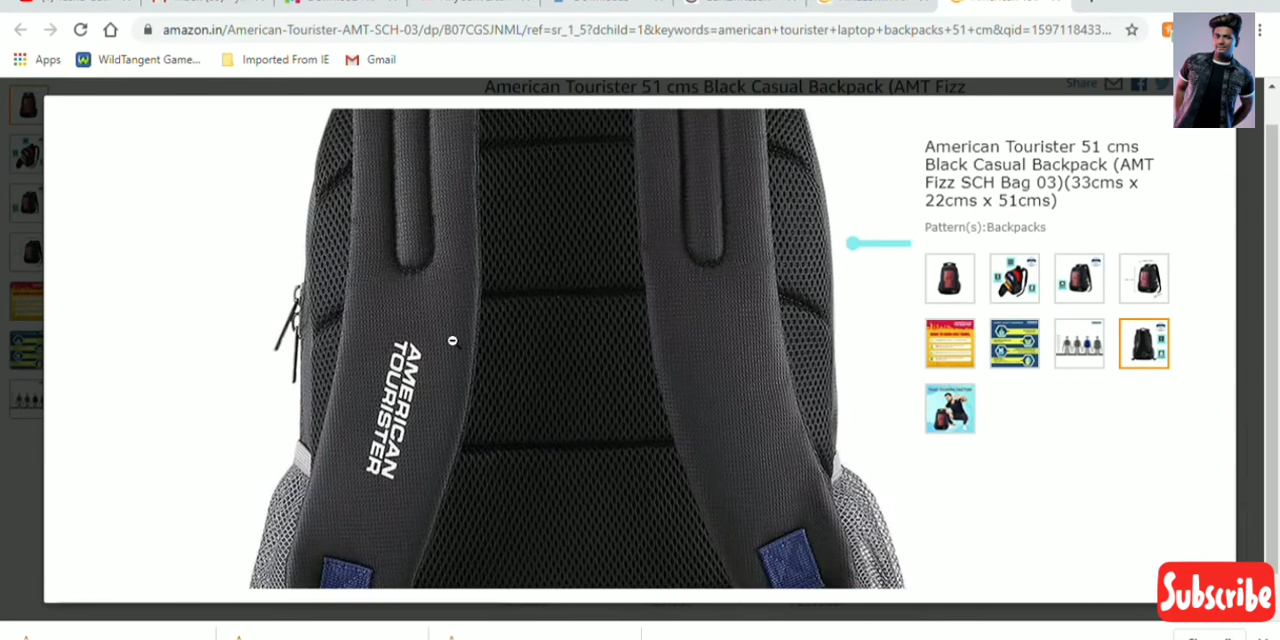 amazon.in/American-Tourister-AMT-SCH-03/dp/B07CGSJNML/ref=sr_1_5?dchild=1&keywords=american+tourister+laptop+backpacks+51+cm&qid=1597118433...
Apps
WildTangent Game...
Imported From IE
Gmail
American Tourister 51 cms Black Casual Backpack (AMT Fizz
Share
American Tourister 51 cms
Black Casual Backpack (AMT
Fizz SCH Bag 03)(33cms x
22cms x 51cms)
Pattern(s):Backpacks
AMERICAN
TOURISTER
Subscribe